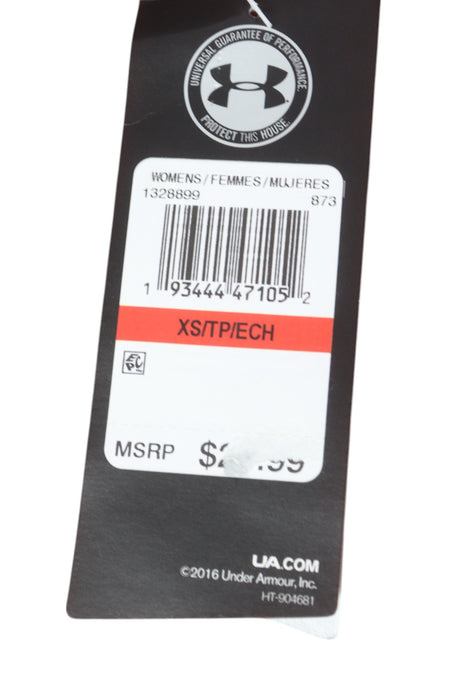 UNIVERSAL GUARANTEE OF PERFORMANCE.
PROTECT THIS HOUSE.
WOMENS/FEMMES/MUJERES
1328899 873
1 93444 47105 2
XS/TP/ECH
MSRP
UA.COM
©2016 Under Armour, Inc.
HT-904681